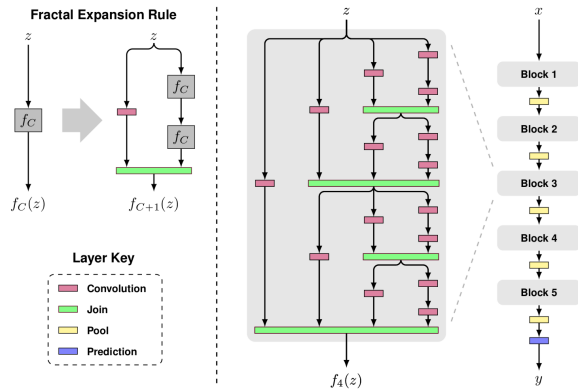 Fractal Expansion Rule
z
z
f_C
f_C
f_C
f_C(z)
f_{C+1}(z)
Layer Key
Convolution
Join
Pool
Prediction
z
f_4(z)
x
Block 1
Block 2
Block 3
Block 4
Block 5
y